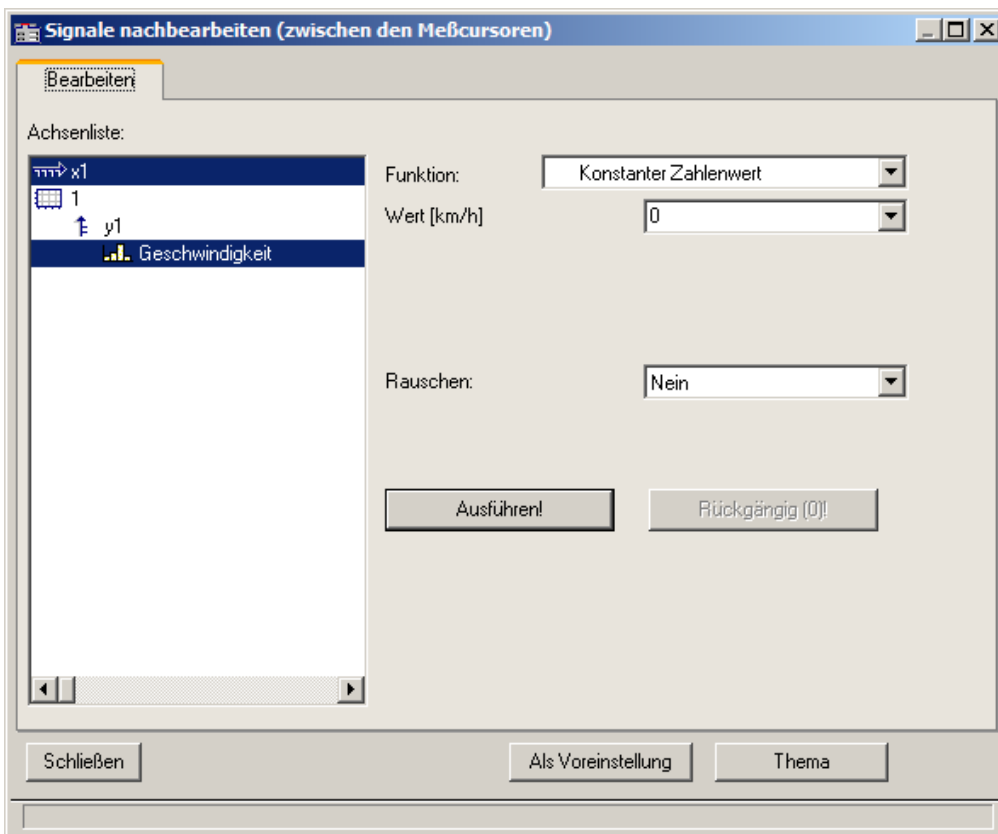 Signale nachbearbeiten (zwischen den Meßcursoren)
Bearbeiten
Achsenliste:
x1
1
y1
Geschwindigkeit
Funktion:
Konstanter Zahlenwert
Wert [km/h]
0
Rauschen:
Nein
Ausführen!
Rückgängig (0)!
Schließen
Als Voreinstellung
Thema